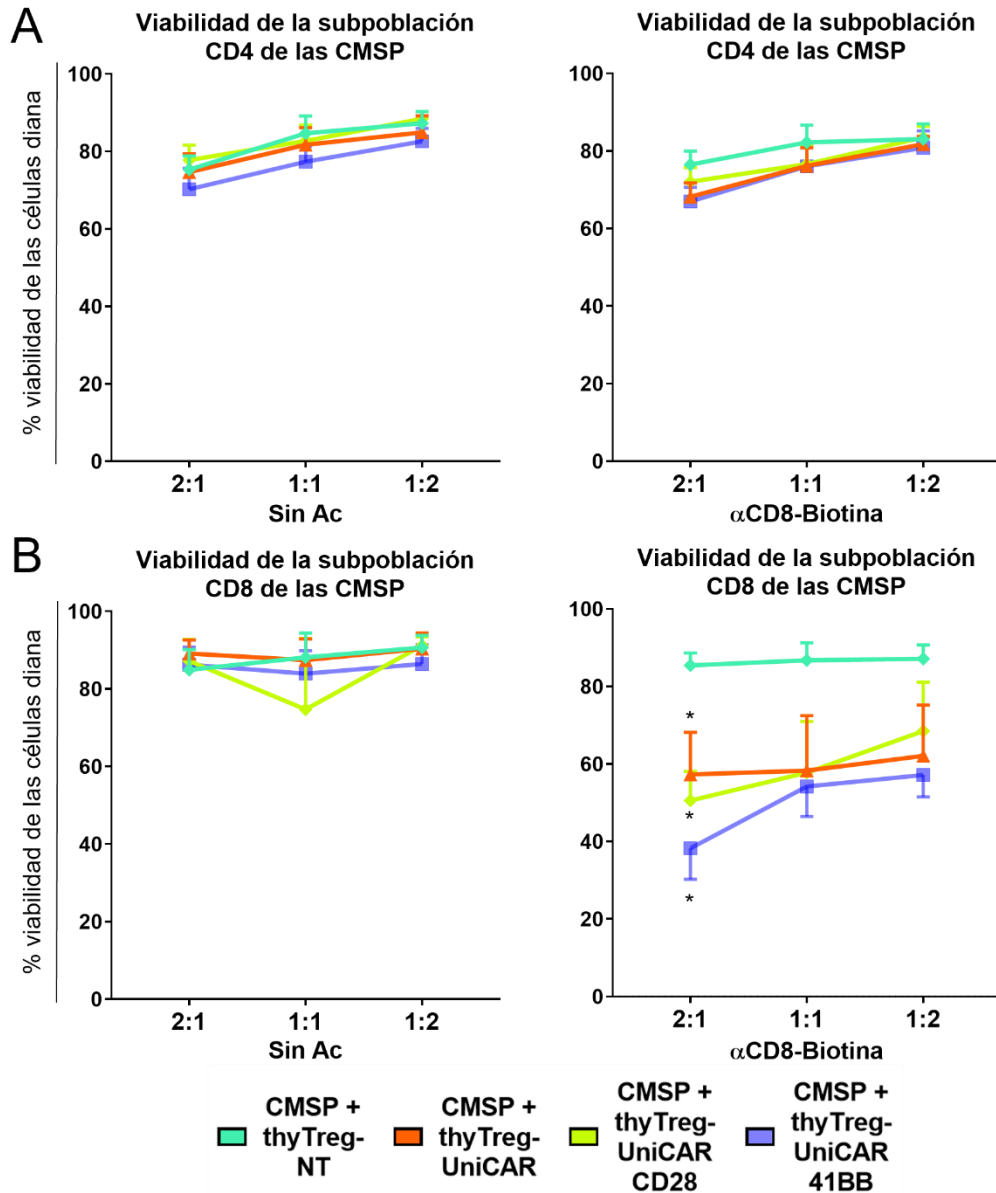 A
Viabilidad de la subpoblación
CD4 de las CMSP
Viabilidad de la subpoblación
CD4 de las CMSP
% viabilidad de las células diana
100
80
60
40
20
0
2:1 1:1 1:2
Sin Ac
100
80
60
40
20
0
2:1 1:1 1:2
αCD8-Biotina
B
Viabilidad de la subpoblación
CD8 de las CMSP
Viabilidad de la subpoblación
CD8 de las CMSP
% viabilidad de las células diana
100
80
60
40
20
0
2:1 1:1 1:2
Sin Ac
100
80
60
40
20
0
*
*
*
2:1 1:1 1:2
αCD8-Biotina
CMSP +
thyTreg-
NT
CMSP +
thyTreg-
UniCAR
CMSP +
thyTreg-
UniCAR
CD28
CMSP +
thyTreg-
UniCAR
41BB